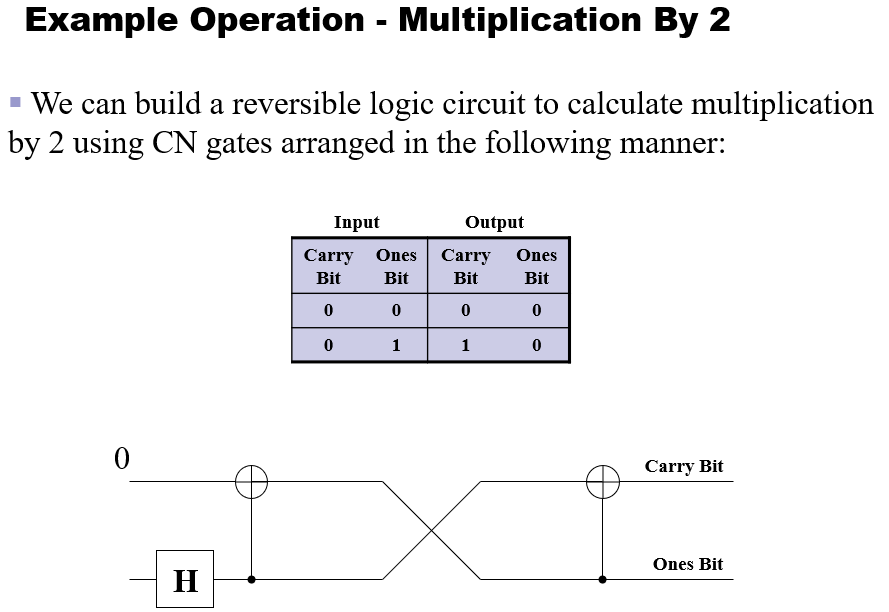 Example Operation - Multiplication By 2
▪ We can build a reversible logic circuit to calculate multiplication
by 2 using CN gates arranged in the following manner:
Input Output
Carry Ones Carry Ones
Bit Bit Bit Bit
0 0 0 0
0 1 1 0
0
Carry Bit
Ones Bit
H